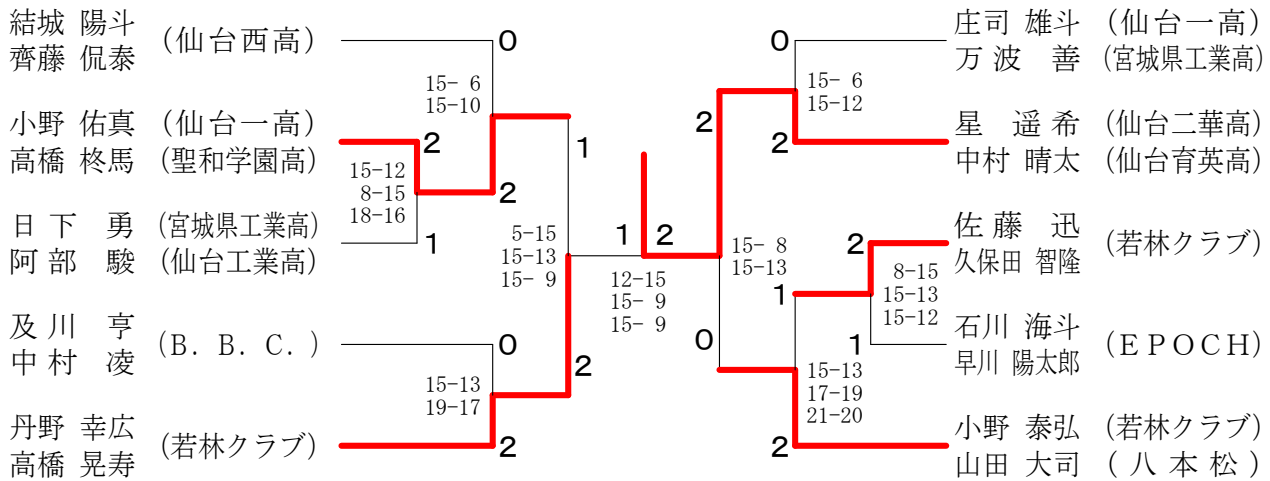 結城 陽斗 (仙台西高)
齊藤 侃泰
小野 佑真 (仙台一高)
高橋 柊馬 (聖和学園高)
日下 勇 (宮城県工業高)
阿部 駿 (仙台工業高)
及川 亨 (B. B. C. )
中村 凌
丹野 幸広 (若林クラブ)
高橋 晃寿
0
15- 6
15-10
2
15-12
8-15
18-16
1
2
1
5-15
15-13
15- 9
0
15-13
19-17
2
2
1 2
12-15
15- 9
15- 9
2
15- 8
15-13
0
0
15- 6
15-12
2
2
8-15
15-13
15-12
1
1
15-13
17-19
21-20
2
庄司 雄斗 (仙台一高)
万波 善 (宮城県工業高)
星 遥希 (仙台二華高)
中村 晴太 (仙台育英高)
佐藤 迅 (若林クラブ)
久保田 智隆
石川 海斗 (EPOCH)
早川 陽太郎
小野 泰弘 (若林クラブ)
山田 大司 (八本松)